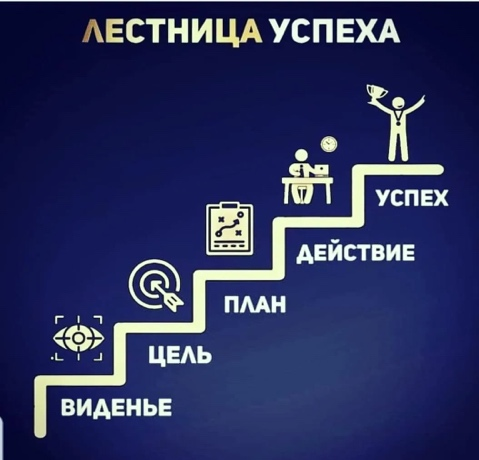 ЛЕСТНИЦА УСПЕХА
УСПЕХ
ДЕЙСТВИЕ
ПЛАН
ЦЕЛЬ
ВИДЕНЬЕ